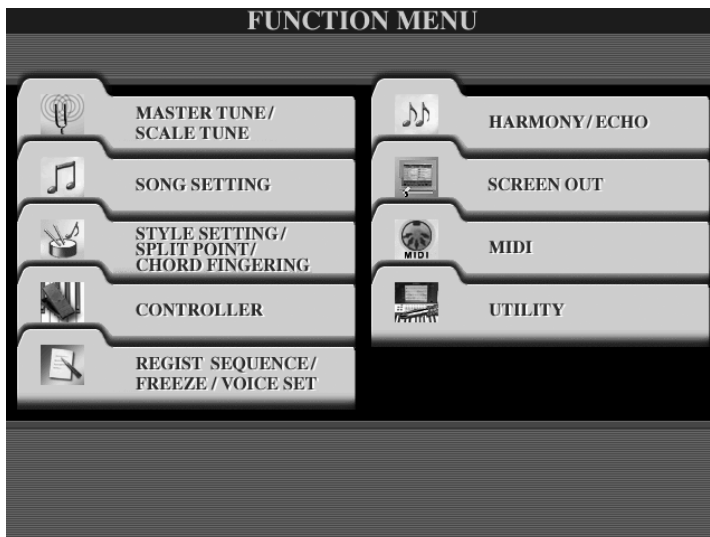 FUNCTION MENU
MASTER TUNE/
SCALE TUNE
SONG SETTING
STYLE SETTING/
SPLIT POINT/
CHORD FINGERING
CONTROLLER
REGIST SEQUENCE/
FREEZE / VOICE SET
HARMONY/ECHO
SCREEN OUT
MIDI
MIDI
UTILITY